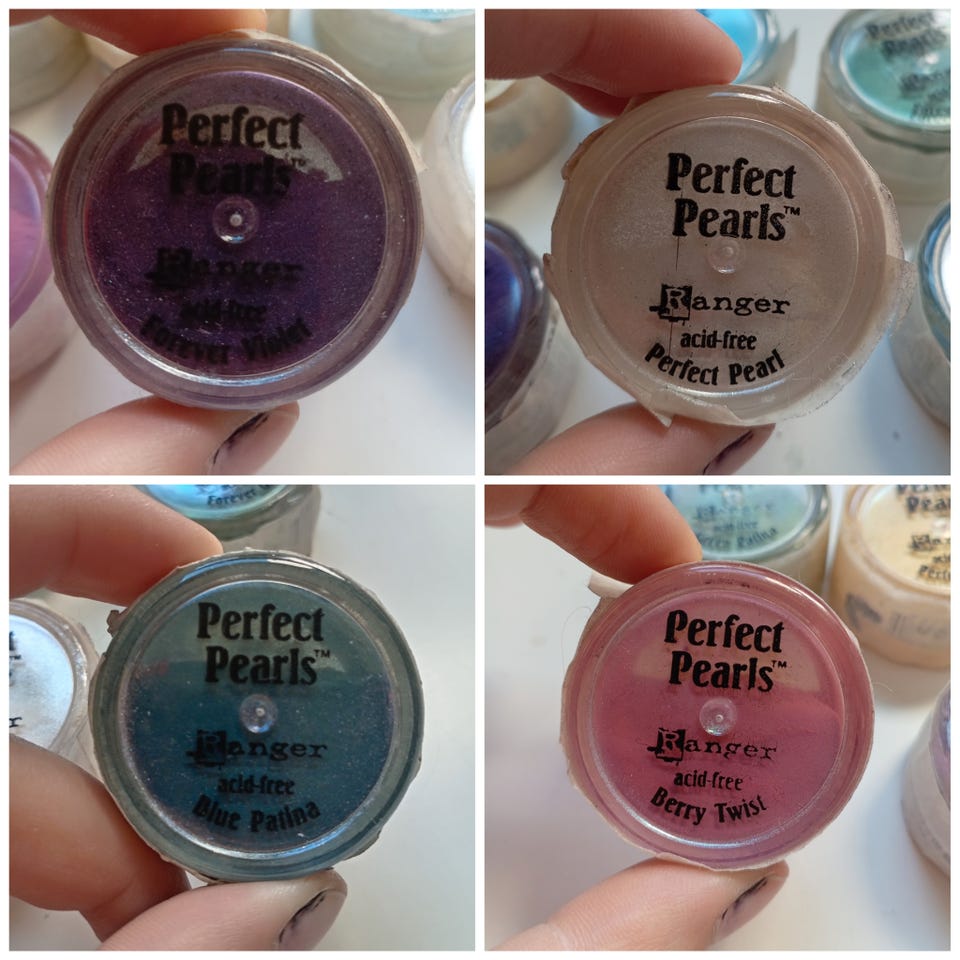 Perfect
Pearls™
Ranger
acid-free
Forever Violet
Perfect
Pearls™
Ranger
acid-free
Perfect Pearl
Forever
Perfect
Pearls™
Ranger
acid-free
Blue Patina
Perfect
Pearls™
Ranger
acid-free
Berry Twist